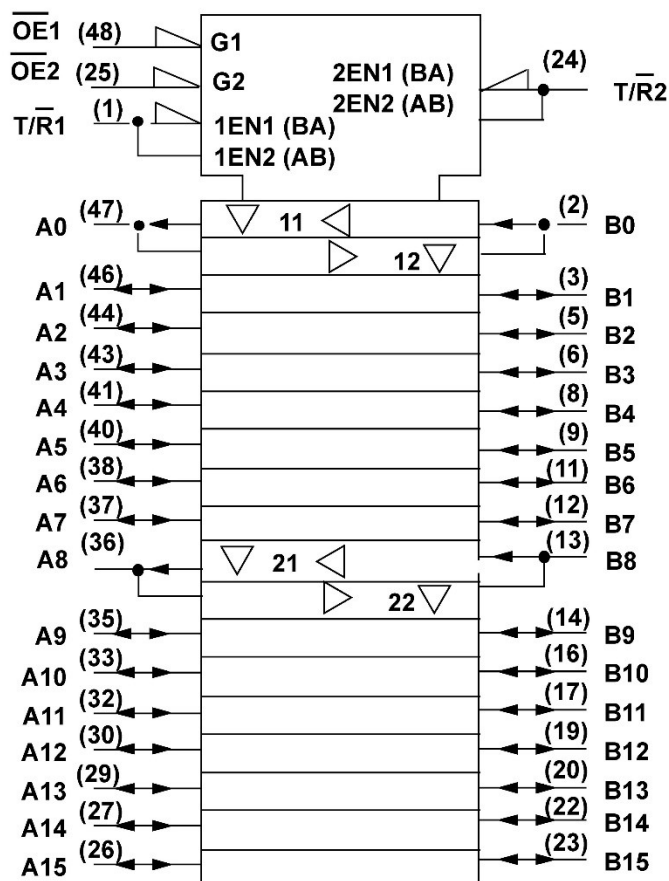 O̅E̅1 (48) G1
O̅E̅2 (25) G2 2EN1 (BA) (24) T/R̅2
T/R̅1 (1) 1EN1 (BA) 2EN2 (AB)
1EN2 (AB)
A0 (47) 11 (2) B0
12
A1 (46) (3) B1
A2 (44) (5) B2
A3 (43) (6) B3
A4 (41) (8) B4
A5 (40) (9) B5
A6 (38) (11) B6
A7 (37) (12) B7
A8 (36) 21 (13) B8
22
A9 (35) (14) B9
A10 (33) (16) B10
A11 (32) (17) B11
A12 (30) (19) B12
A13 (29) (20) B13
A14 (27) (22) B14
A15 (26) (23) B15